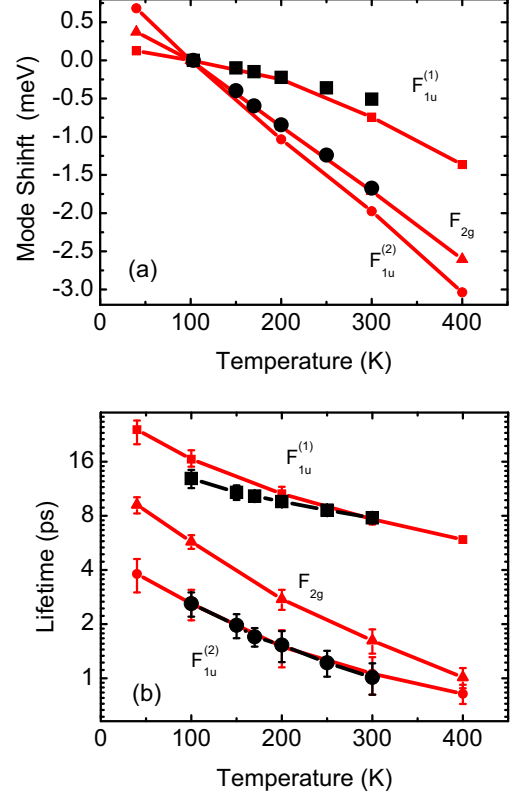 0.5
0.0
-0.5
-1.0
-1.5
-2.0
-2.5
-3.0
Mode Shihft (meV)
F1u(1)
F2g
F1u(2)
(a)
0 100 200 300 400
Temperature (K)
16
8
4
2
1
Lifetime (ps)
F1u(1)
F2g
F1u(2)
(b)
0 100 200 300 400
Temperature (K)